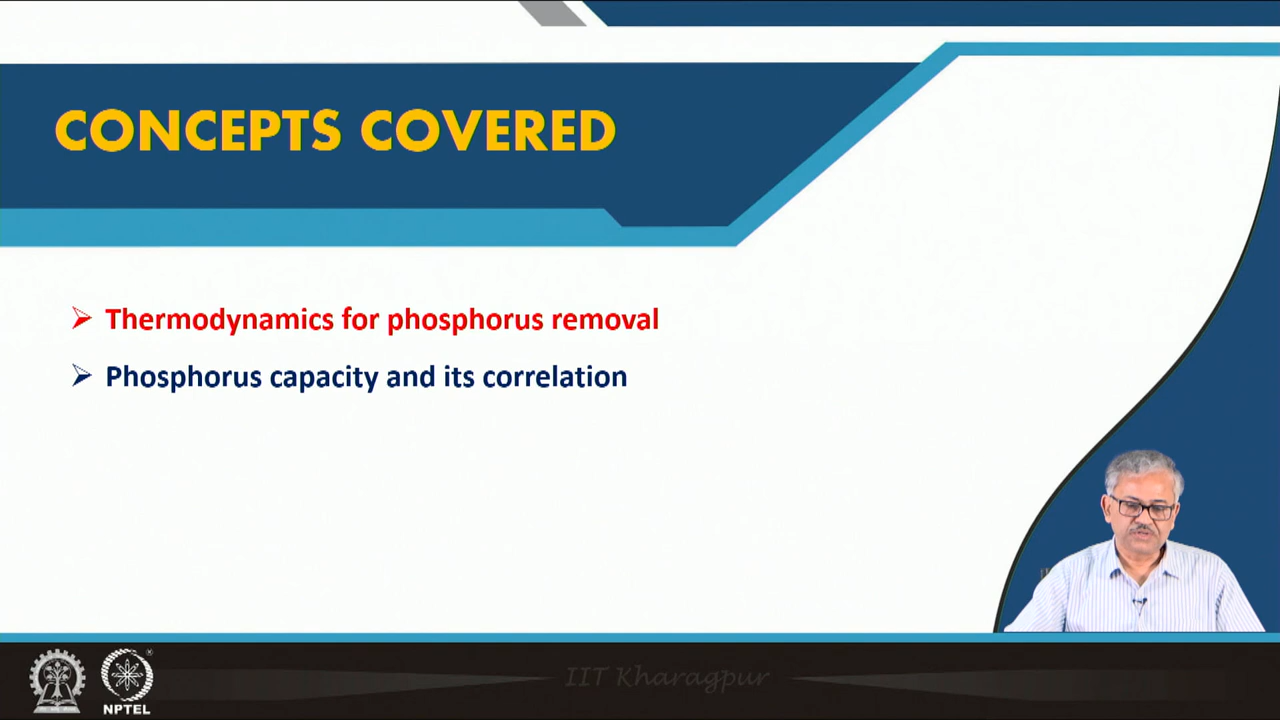 CONCEPTS COVERED
Thermodynamics for phosphorus removal
Phosphorus capacity and its correlation
IIT Kharagpur
NPTEL